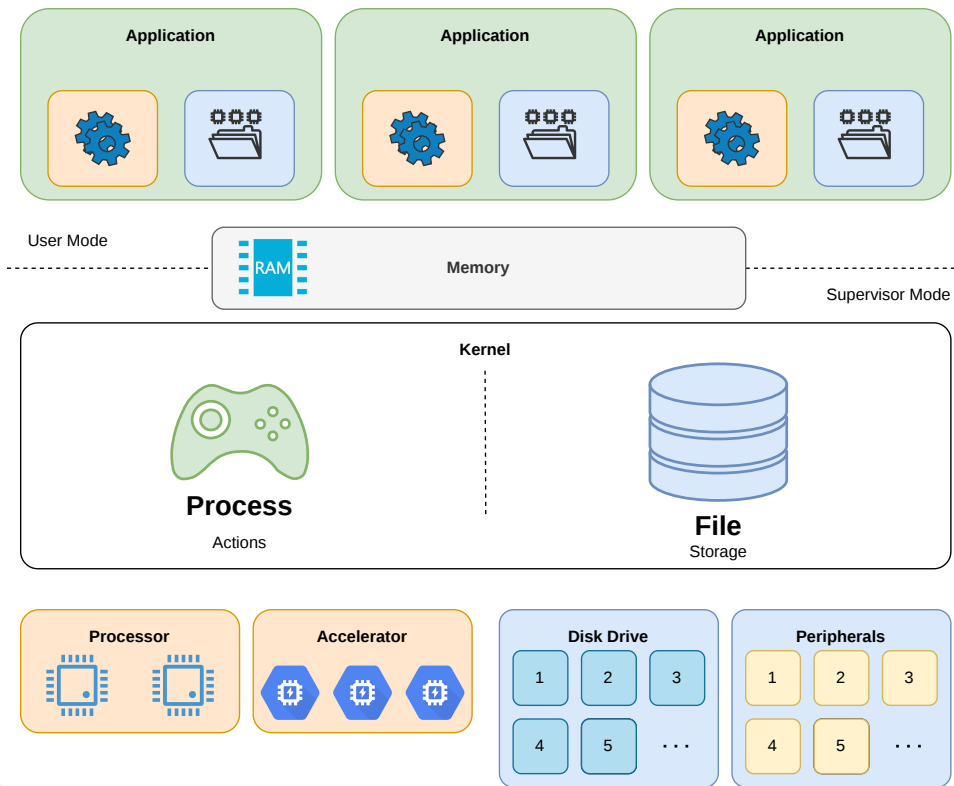 Application
Application
Application
User Mode
RAM
Memory
Supervisor Mode
Kernel
Process
Actions
File
Storage
Processor
Accelerator
Disk Drive
1 2 3
4 5 ...
Peripherals
1 2 3
4 5 ...